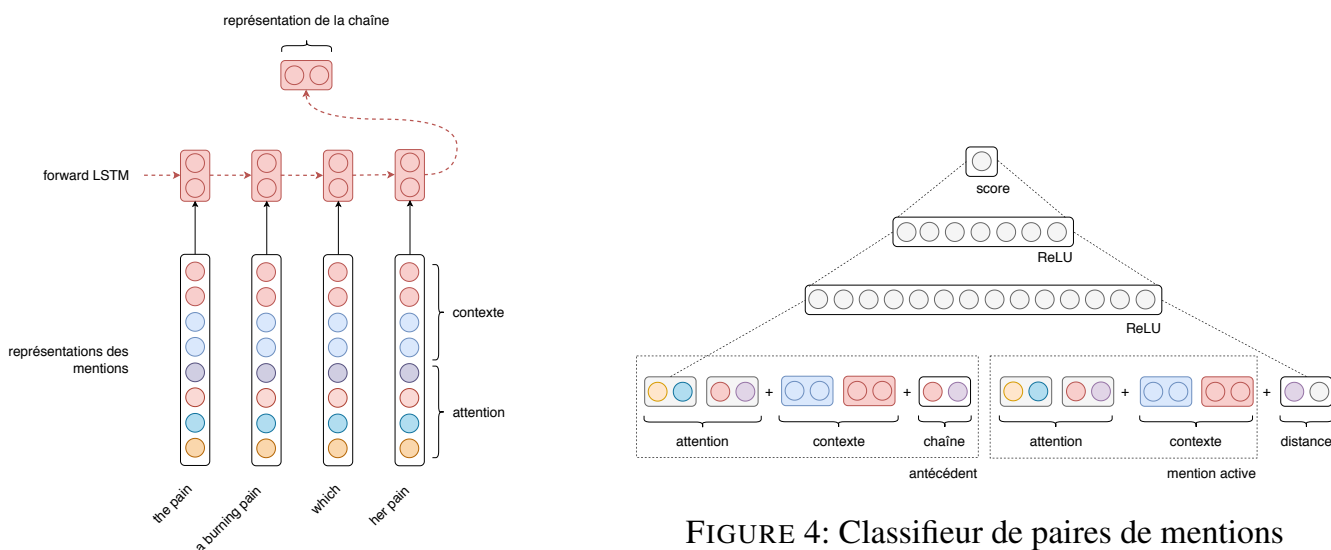 représentation de la chaîne
forward LSTM
représentations des
mentions
contexte
attention
the pain
a burning pain
which
her pain
score
ReLU
ReLU
+ + + +
attention
contexte
chaîne
attention
contexte
distance
antécédent
mention active
FIGURE 4: Classifieur de paires de mentions